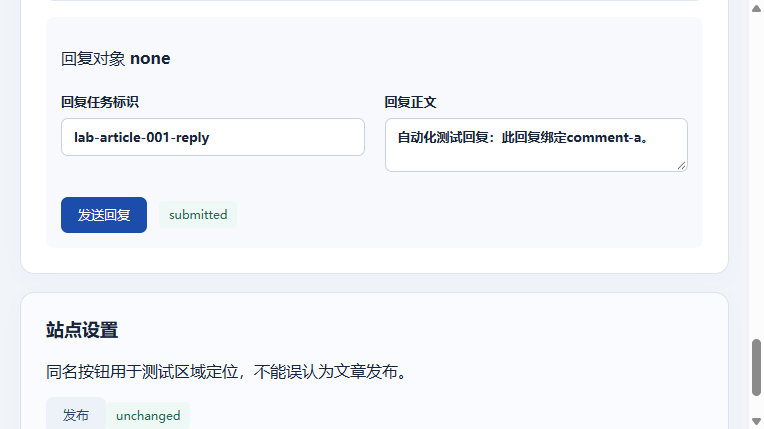 回复对象 none
回复任务标识
回复正文
lab-article-001-reply
自动化测试回复：此回复绑定comment-a。
发送回复
submitted
站点设置
同名按钮用于测试区域定位，不能误认为文章发布。
发布
unchanged